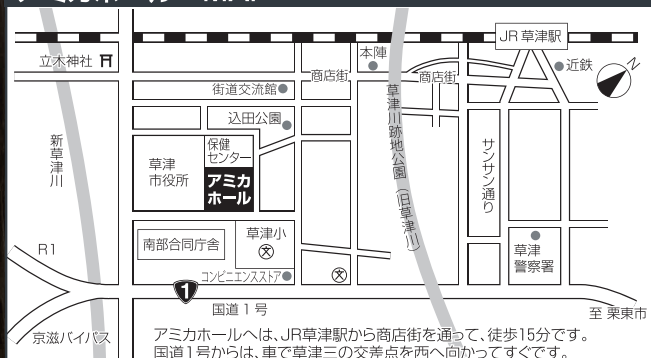 JR草津駅
本陣
近鉄
N
立木神社
商店街
商店街
街道交流館
込田公園
草津川跡地公園(旧草津川)
新草津川
保健
センター
草津
市役所
アミカ
ホール
サンサン通り
草津小
文
南部合同庁舎
草津
警察署
R1
コンビニエンスストア
文
1
国道1号
至 栗東市
京滋バイパス
アミカホールへは、JR草津駅から商店街を通って、徒歩15分です。
国道1号からは、車で草津三の交差点を西へ向かってすぐです。